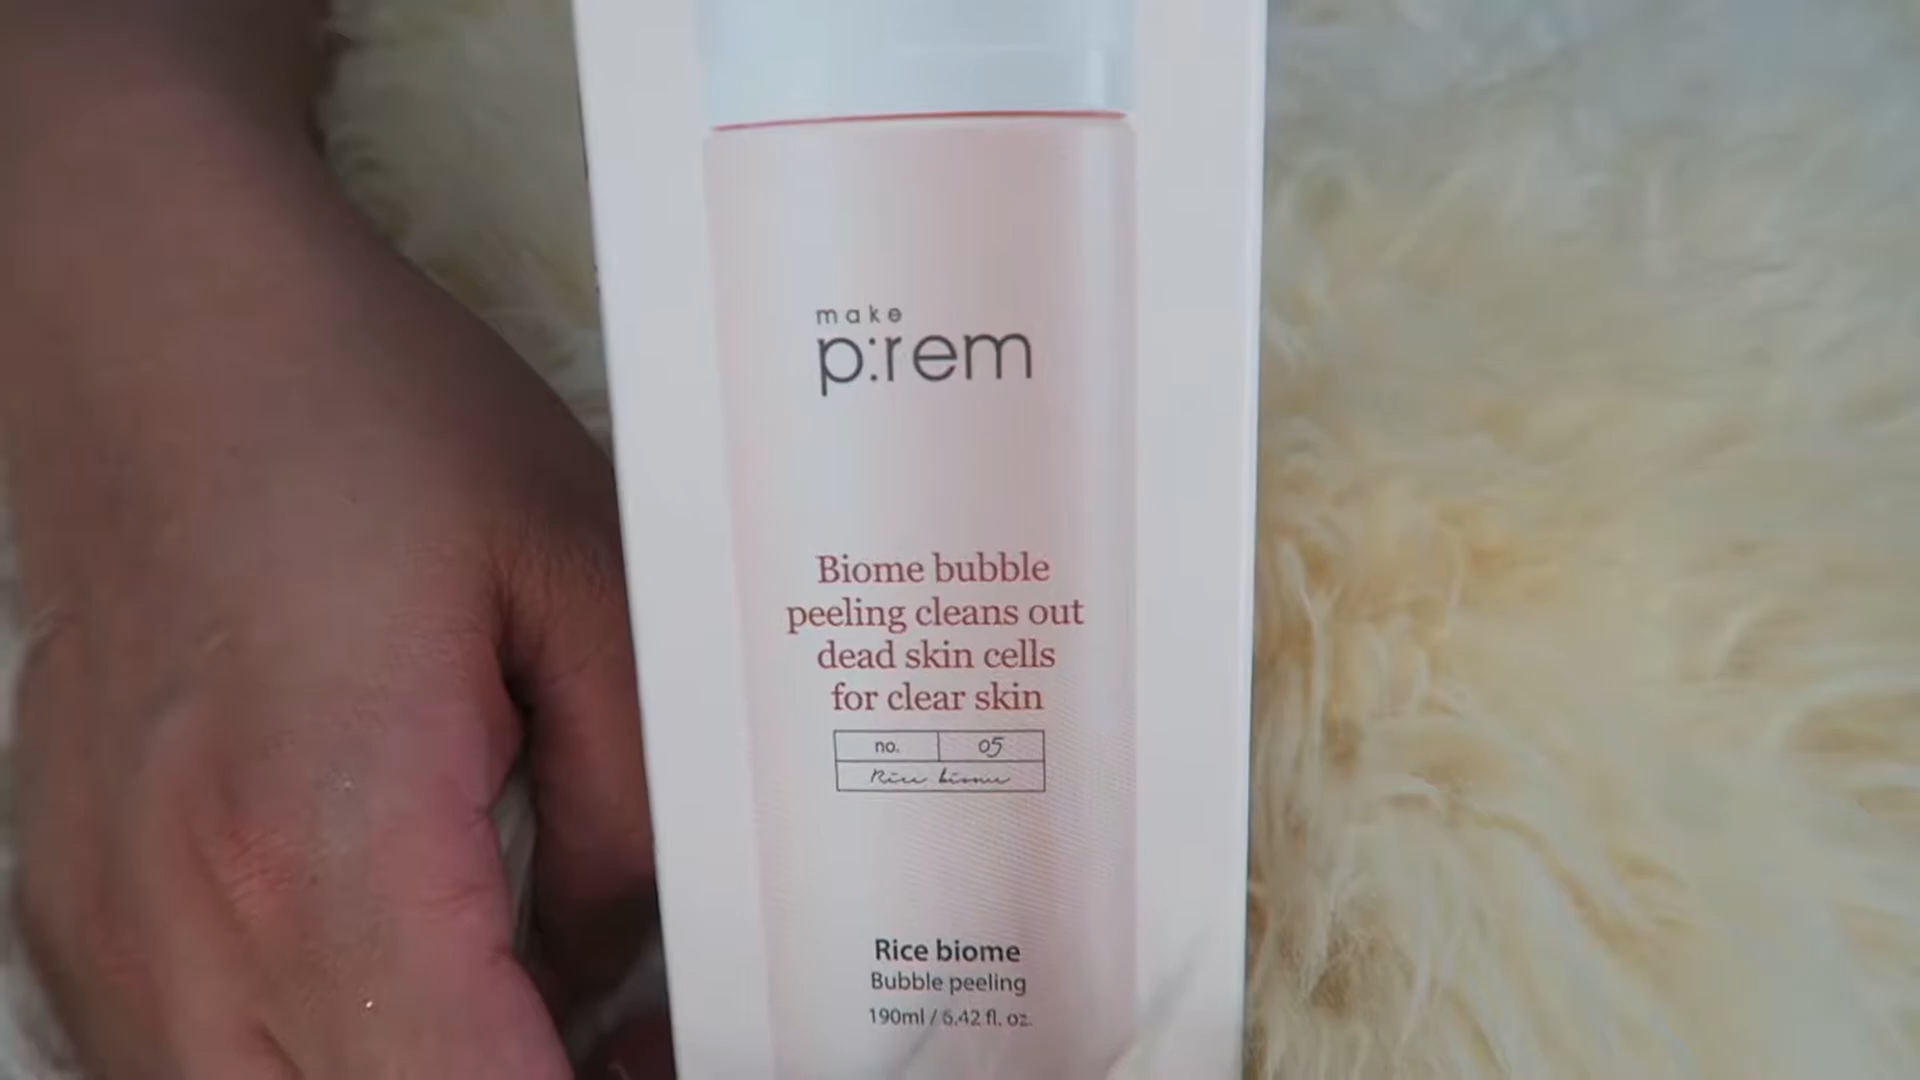 make
p:rem
Biome bubble
peeling cleans out
dead skin cells
for clear skin
no. 05
Rice biome
Rice biome
Bubble peeling
190ml / 6.42 fl. oz.